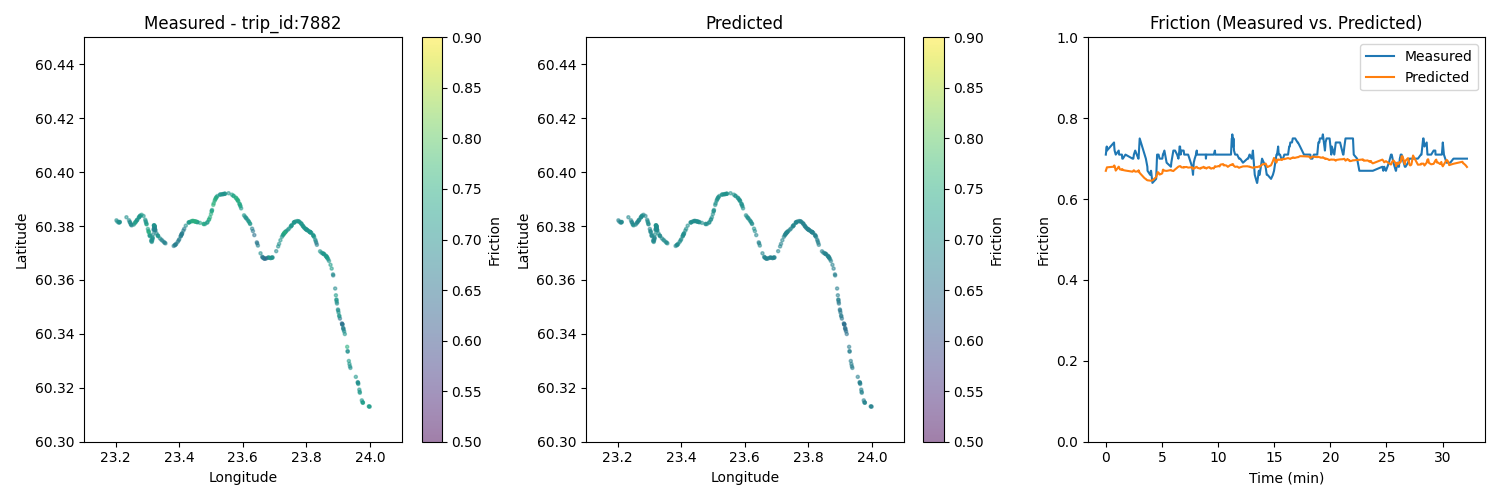 Measured - trip_id:7882
60.44
60.42
60.40
60.38
60.36
60.34
60.32
60.30
Latitude
23.2 23.4 23.6 23.8 24.0
Longitude
0.90
0.85
0.80
0.75
0.70
0.65
0.60
0.55
0.50
Friction
Predicted
60.44
60.42
60.40
60.38
60.36
60.34
60.32
60.30
Latitude
23.2 23.4 23.6 23.8 24.0
Longitude
0.90
0.85
0.80
0.75
0.70
0.65
0.60
0.55
0.50
Friction
Friction (Measured vs. Predicted)
1.0
0.8
0.6
0.4
0.2
0.0
Friction
Measured
Predicted
0 5 10 15 20 25 30
Time (min)